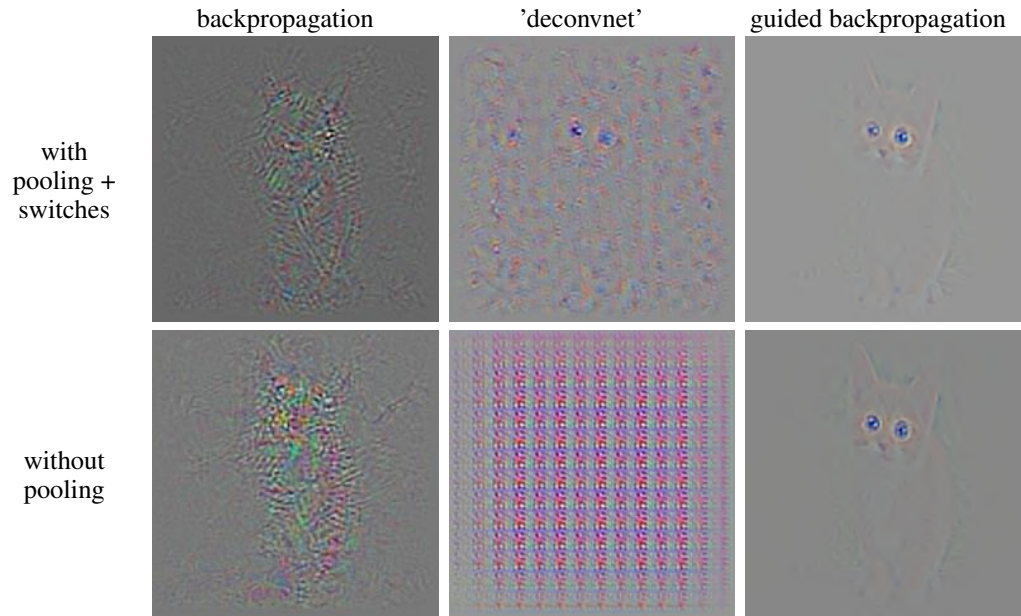 backpropagation
’deconvnet’
guided backpropagation
with
pooling +
switches
without
pooling